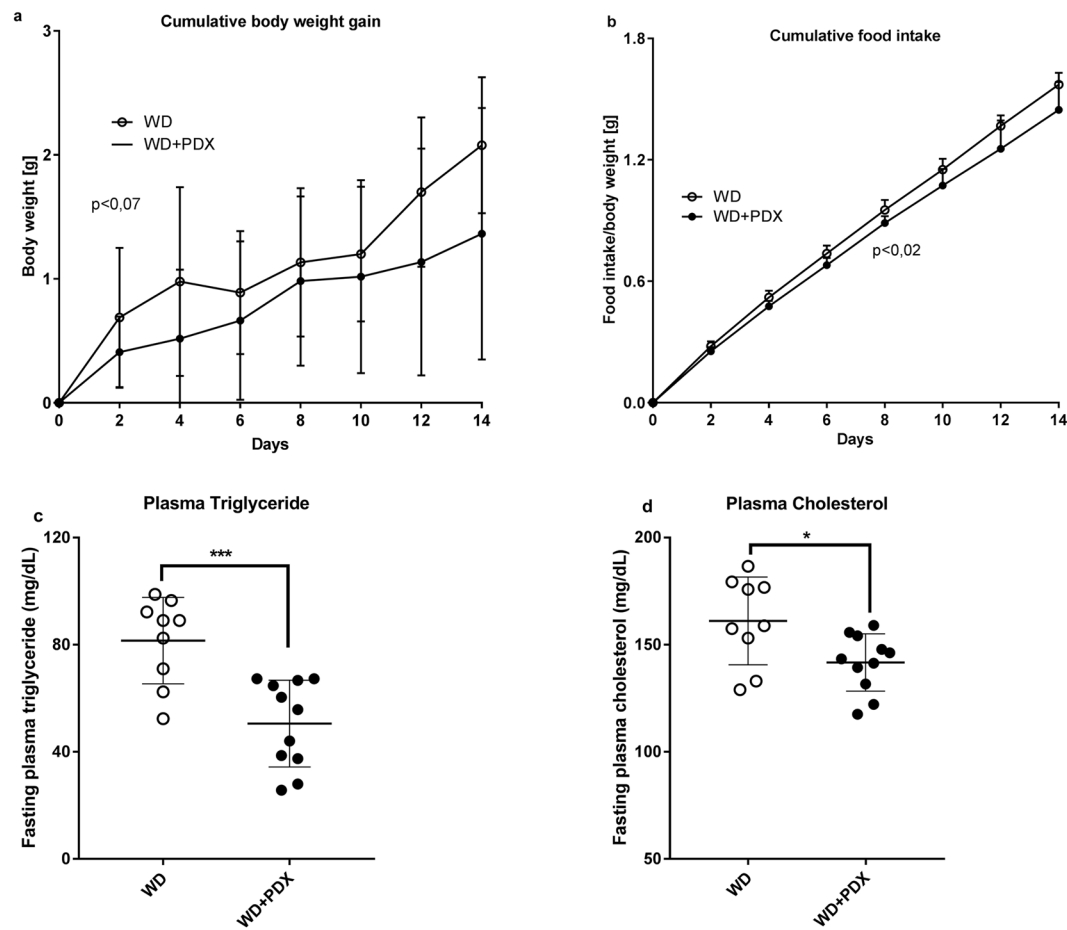 a
Cumulative body weight gain
3
2
1
0
Body weight [g]
WD
WD+PDX
p<0,07
0 2 4 6 8 10 12 14
Days
b
Cumulative food intake
1.8
1.2
0.6
0.0
Food intake/body weight [g]
WD
WD+PDX
p<0,02
0 2 4 6 8 10 12 14
Days
c
Plasma Triglyceride
120
80
40
0
Fasting plasma triglyceride (mg/dL)
***
WD
WD+PDX
d
Plasma Cholesterol
200
150
100
50
Fasting plasma cholesterol (mg/dL)
*
WD
WD+PDX